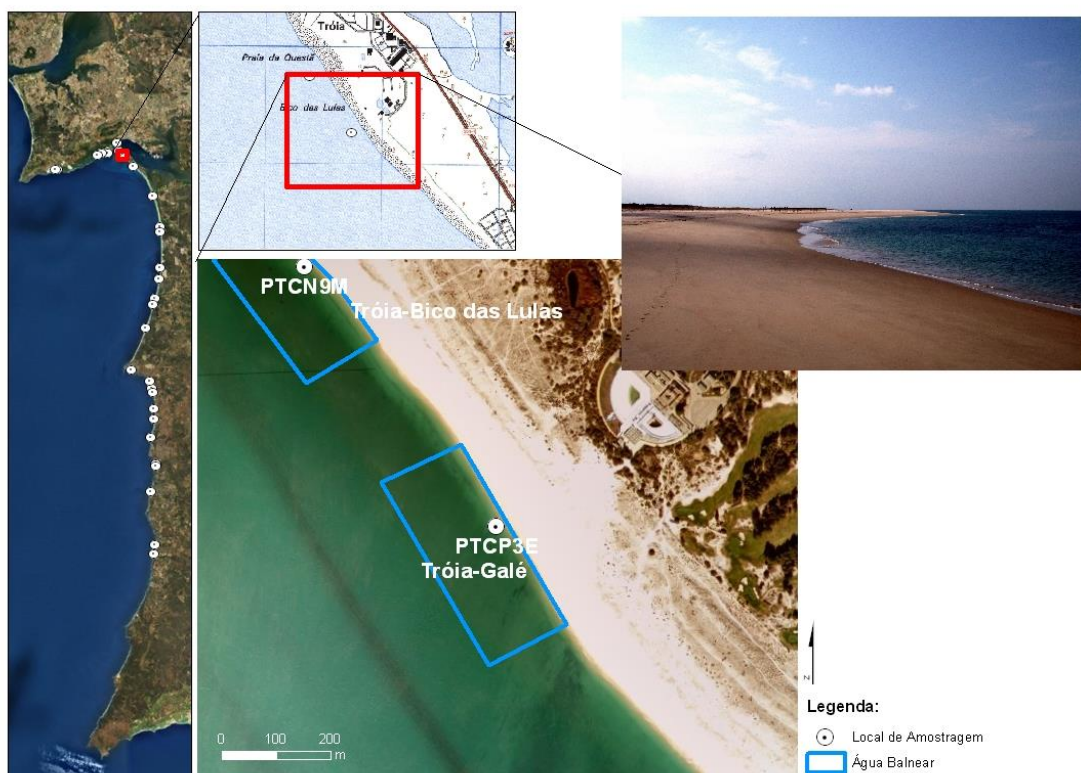 Tróia
Praia da Questã
Bico das Lulas
PTCN9M
Tróia-Bico das Lulas
PTCP3E
Tróia-Galé
0 100 200
m
N
Legenda:
Local de Amostragem
Água Balnear